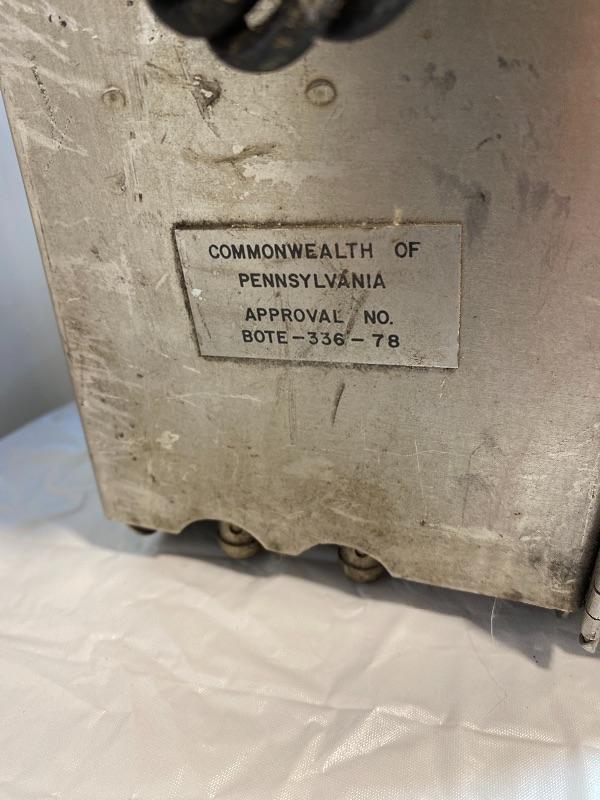 COMMONWEALTH OF
PENNSYLVANIA
APPROVAL NO.
BOTE-336-78